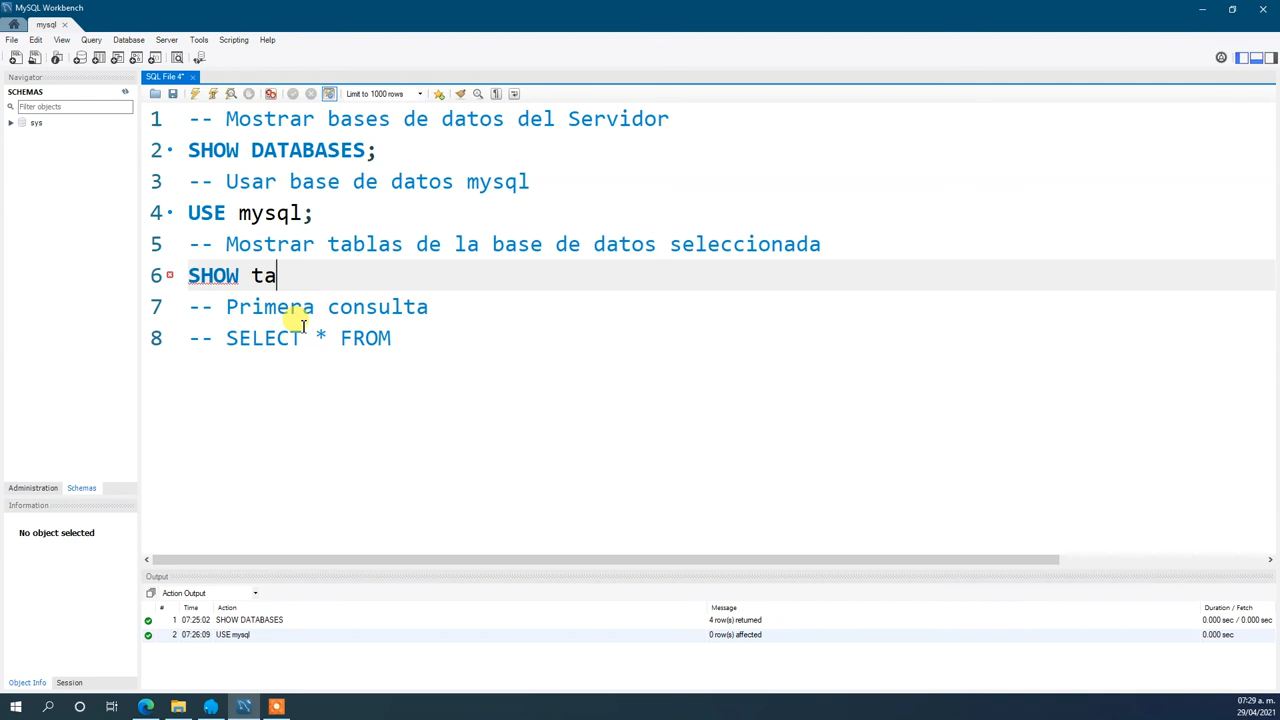 MySQL Workbench
mysql
File Edit View Query Database Server Tools Scripting Help
Navigator
SCHEMAS
Filter objects
sys
SQL File 4*
Limit to 1000 rows
1 -- Mostrar bases de datos del Servidor
2 SHOW DATABASES;
3 -- Usar base de datos mysql
4 USE mysql;
5 -- Mostrar tablas de la base de datos seleccionada
6 SHOW ta
7 -- Primera consulta
8 -- SELECT * FROM
Administration Schemas
Information
No object selected
Output
Action Output
# Time Action Message Duration / Fetch
1 07:25:02 SHOW DATABASES 4 row(s) returned 0.000 sec / 0.000 sec
2 07:26:09 USE mysql 0 row(s) affected 0.000 sec
Object Info Session
07:29 a. m.
29/04/2021